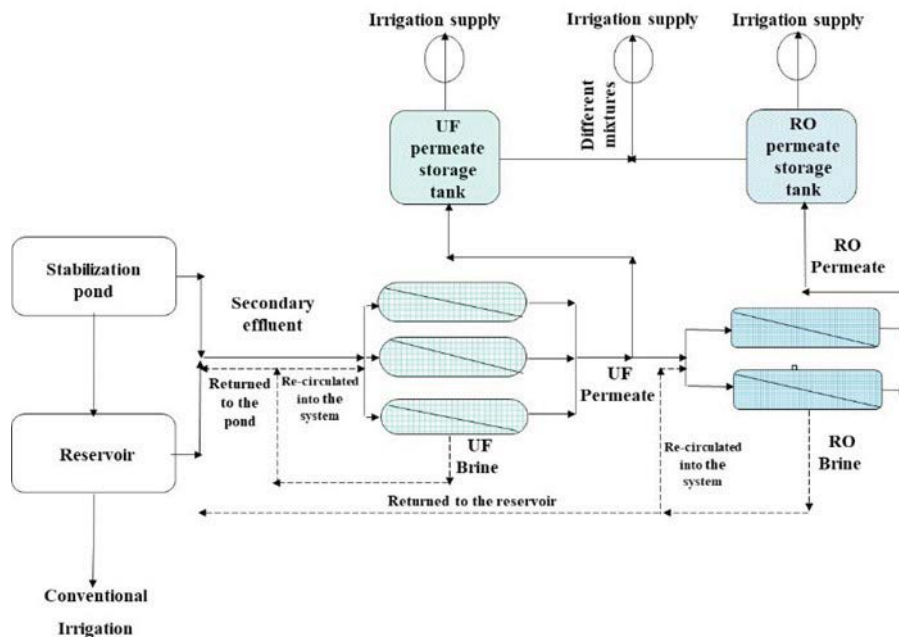 Irrigation supply
Irrigation supply
Irrigation supply
Different
mixtures
UF
permeate
storage
tank
RO
permeate
storage
tank
RO
Permeate
Stabilization
pond
Secondary
effluent
Returned
to the
pond
Re-circulated
into the
system
UF
Permeate
Reservoir
UF
Brine
Re-circulated
into the
system
RO
Brine
Returned to the reservoir
Conventional
Irrigation